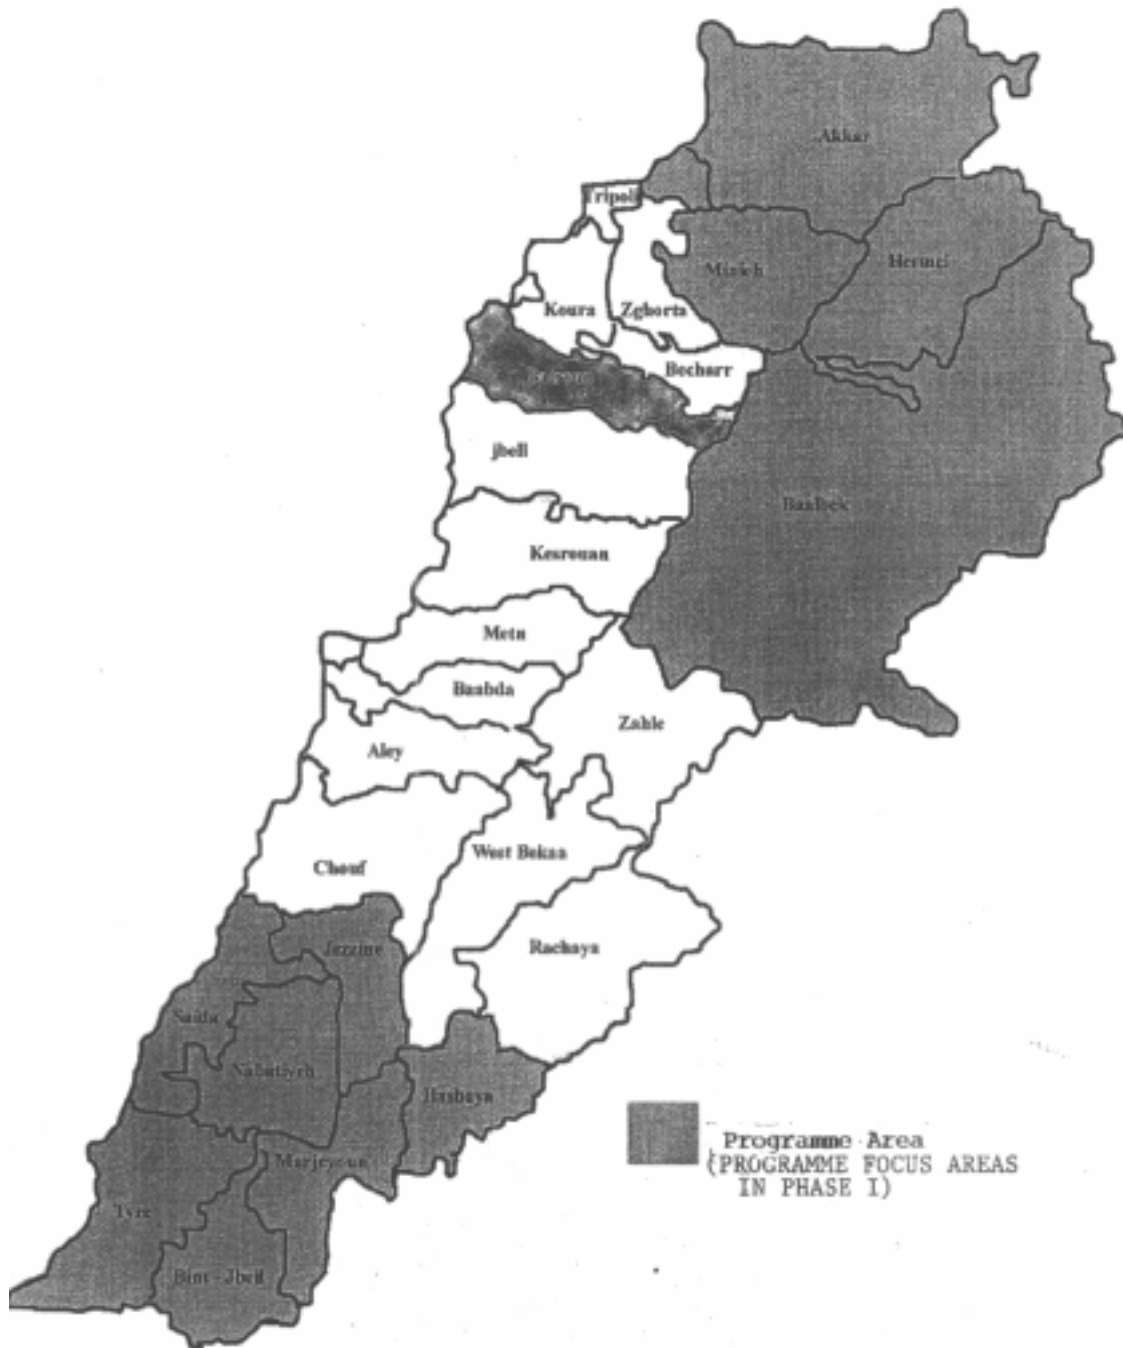 Akkar
Tripoli
Minieh
Hermel
Koura
Zghorta
Becharr
jbell
Baalbek
Kesrouan
Metn
Baabda
Zahle
Aley
West Bekaa
Chouf
Jezzine
Rachaya
Saida
Nabatiyeh
Hasbaya
Marjeyoun
Tyre
Bint - Jbeil
Programme Area
(PROGRAMME FOCUS AREAS
IN PHASE I)